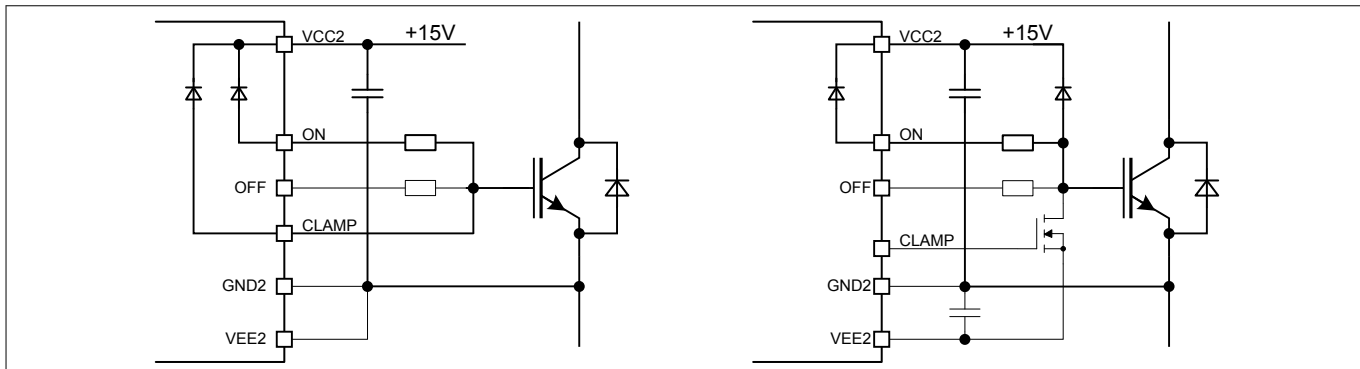 VCC2
+15V
ON
OFF
CLAMP
GND2
VEE2
VCC2
+15V
ON
OFF
CLAMP
GND2
VEE2